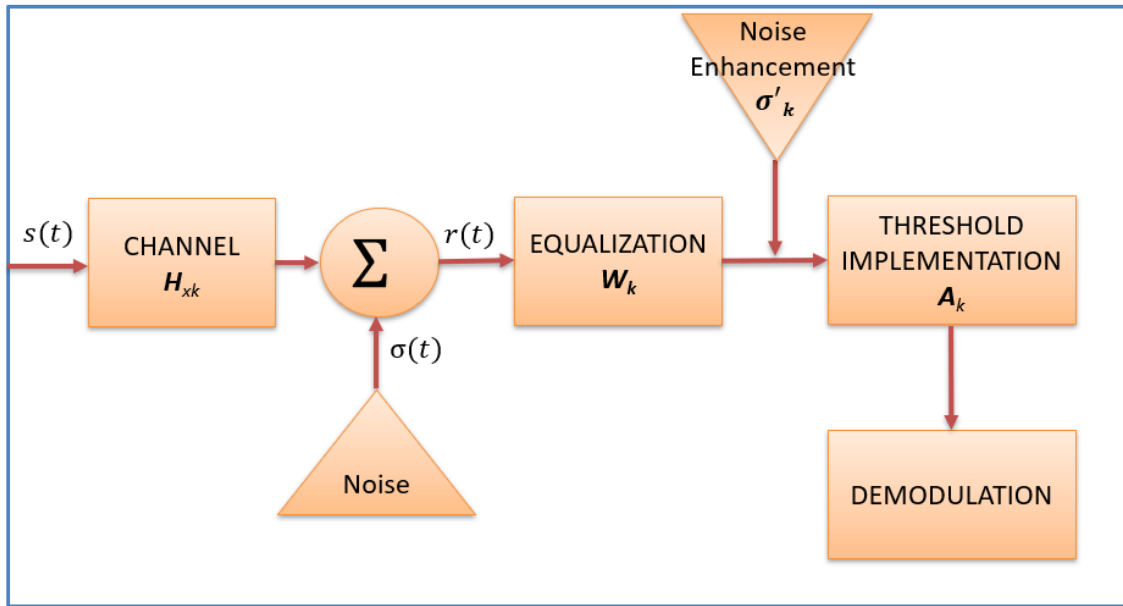 Noise
Enhancement
σ′k
s(t)
CHANNEL
Hxk
Σ
r(t)
EQUALIZATION
Wk
THRESHOLD
IMPLEMENTATION
Ak
σ(t)
Noise
DEMODULATION